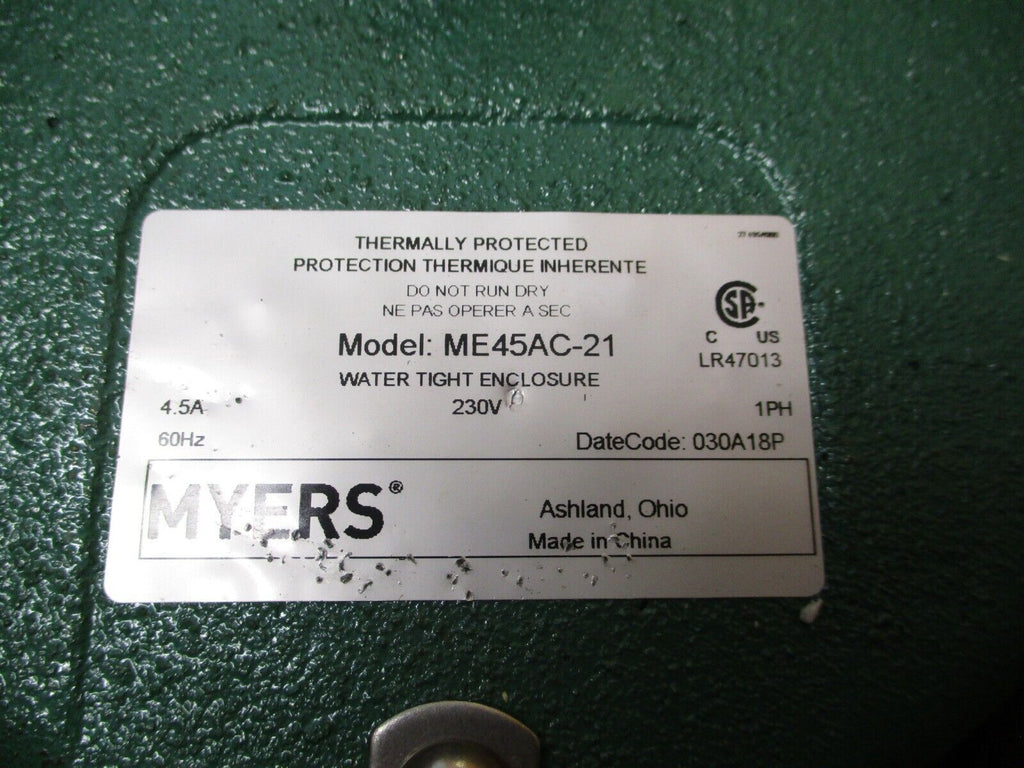 THERMALLY PROTECTED
PROTECTION THERMIQUE INHERENTE
DO NOT RUN DRY
NE PAS OPERER A SEC
Model: ME45AC-21
CSA
C US
LR47013
WATER TIGHT ENCLOSURE
4.5A 230V 1PH
60Hz DateCode: 030A18P
MYERS® Ashland, Ohio
Made in China